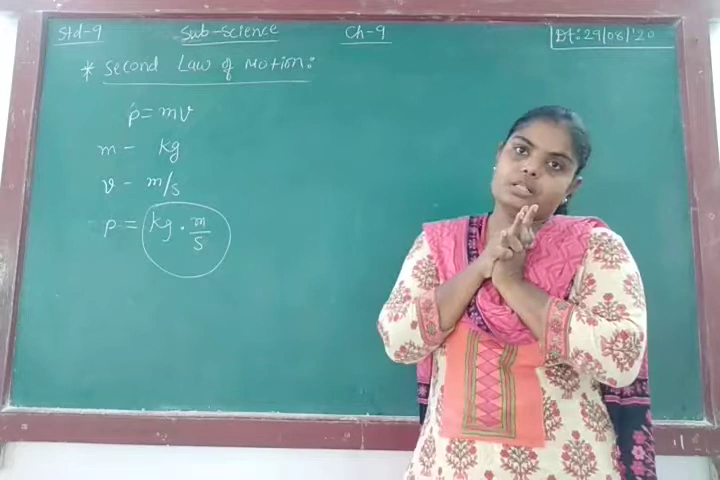 Std-9 Sub-Science Ch-9 Dt:29/08/'20
* Second Law of Motion:
p = mv
m - kg
v - m/s
p = kg . m/s